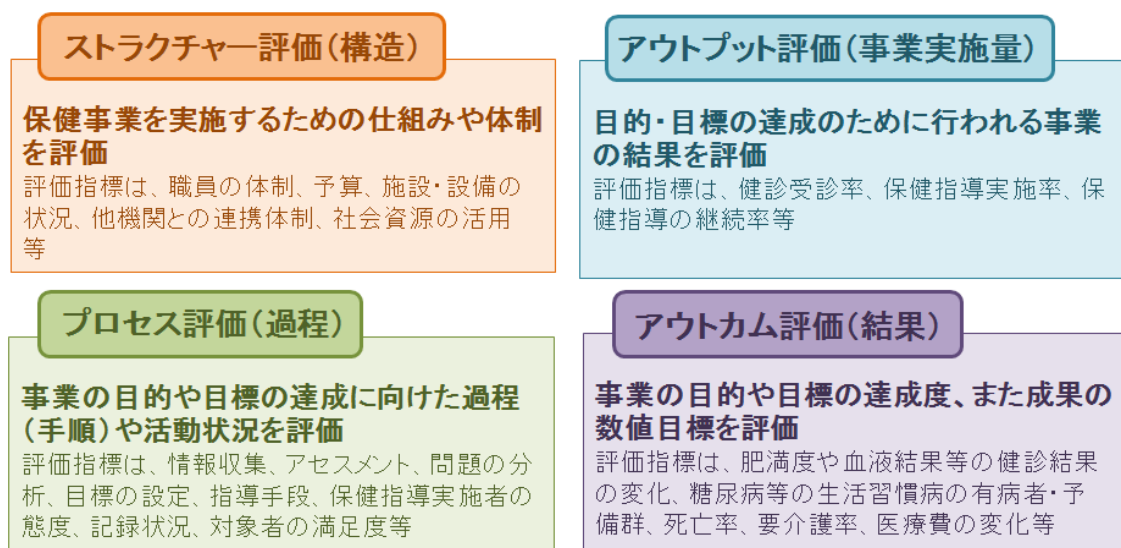 ストラクチャー評価(構造)
保健事業を実施するための仕組みや体制
を評価
評価指標は、職員の体制、予算、施設・設備の
状況、他機関との連携体制、社会資源の活用
等
アウトプット評価(事業実施量)
目的・目標の達成のために行われる事業
の結果を評価
評価指標は、健診受診率、保健指導実施率、保
健指導の継続率等
プロセス評価(過程)
事業の目的や目標の達成に向けた過程
(手順)や活動状況を評価
評価指標は、情報収集、アセスメント、問題の分
析、目標の設定、指導手段、保健指導実施者の
態度、記録状況、対象者の満足度等
アウトカム評価(結果)
事業の目的や目標の達成度、また成果の
数値目標を評価
評価指標は、肥満度や血液結果等の健診結果
の変化、糖尿病等の生活習慣病の有病者・予
備群、死亡率、要介護率、医療費の変化等